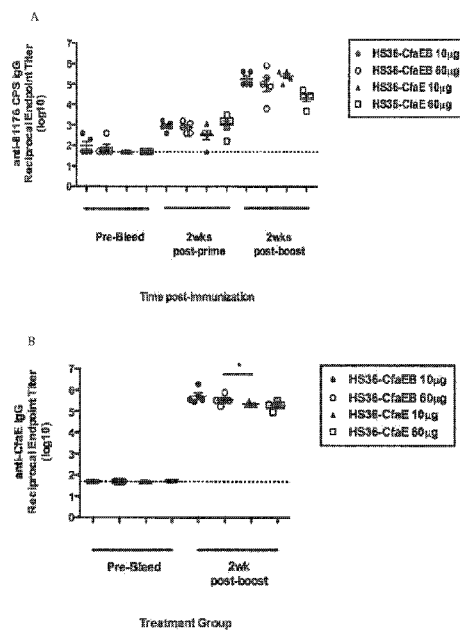 A
anti-81176 CPS IgG
Reciprocal Endpoint Titer
(log10)
7
6
5
4
3
2
1
0
Pre-Bleed
2wks
post-prime
2wks
post-boost
Time post-immunization
HS36-CfaEB 10µg
HS36-CfaEB 60µg
HS36-CfaE 10µg
HS36-CfaE 60µg
B
anti-CfaE IgG
Reciprocal Endpoint Titer
(log10)
7
6
5
4
3
2
1
0
*
Pre-Bleed
2wk
post-boost
Treatment Group
HS36-CfaEB 10µg
HS36-CfaEB 60µg
HS36-CfaE 10µg
HS36-CfaE 60µg